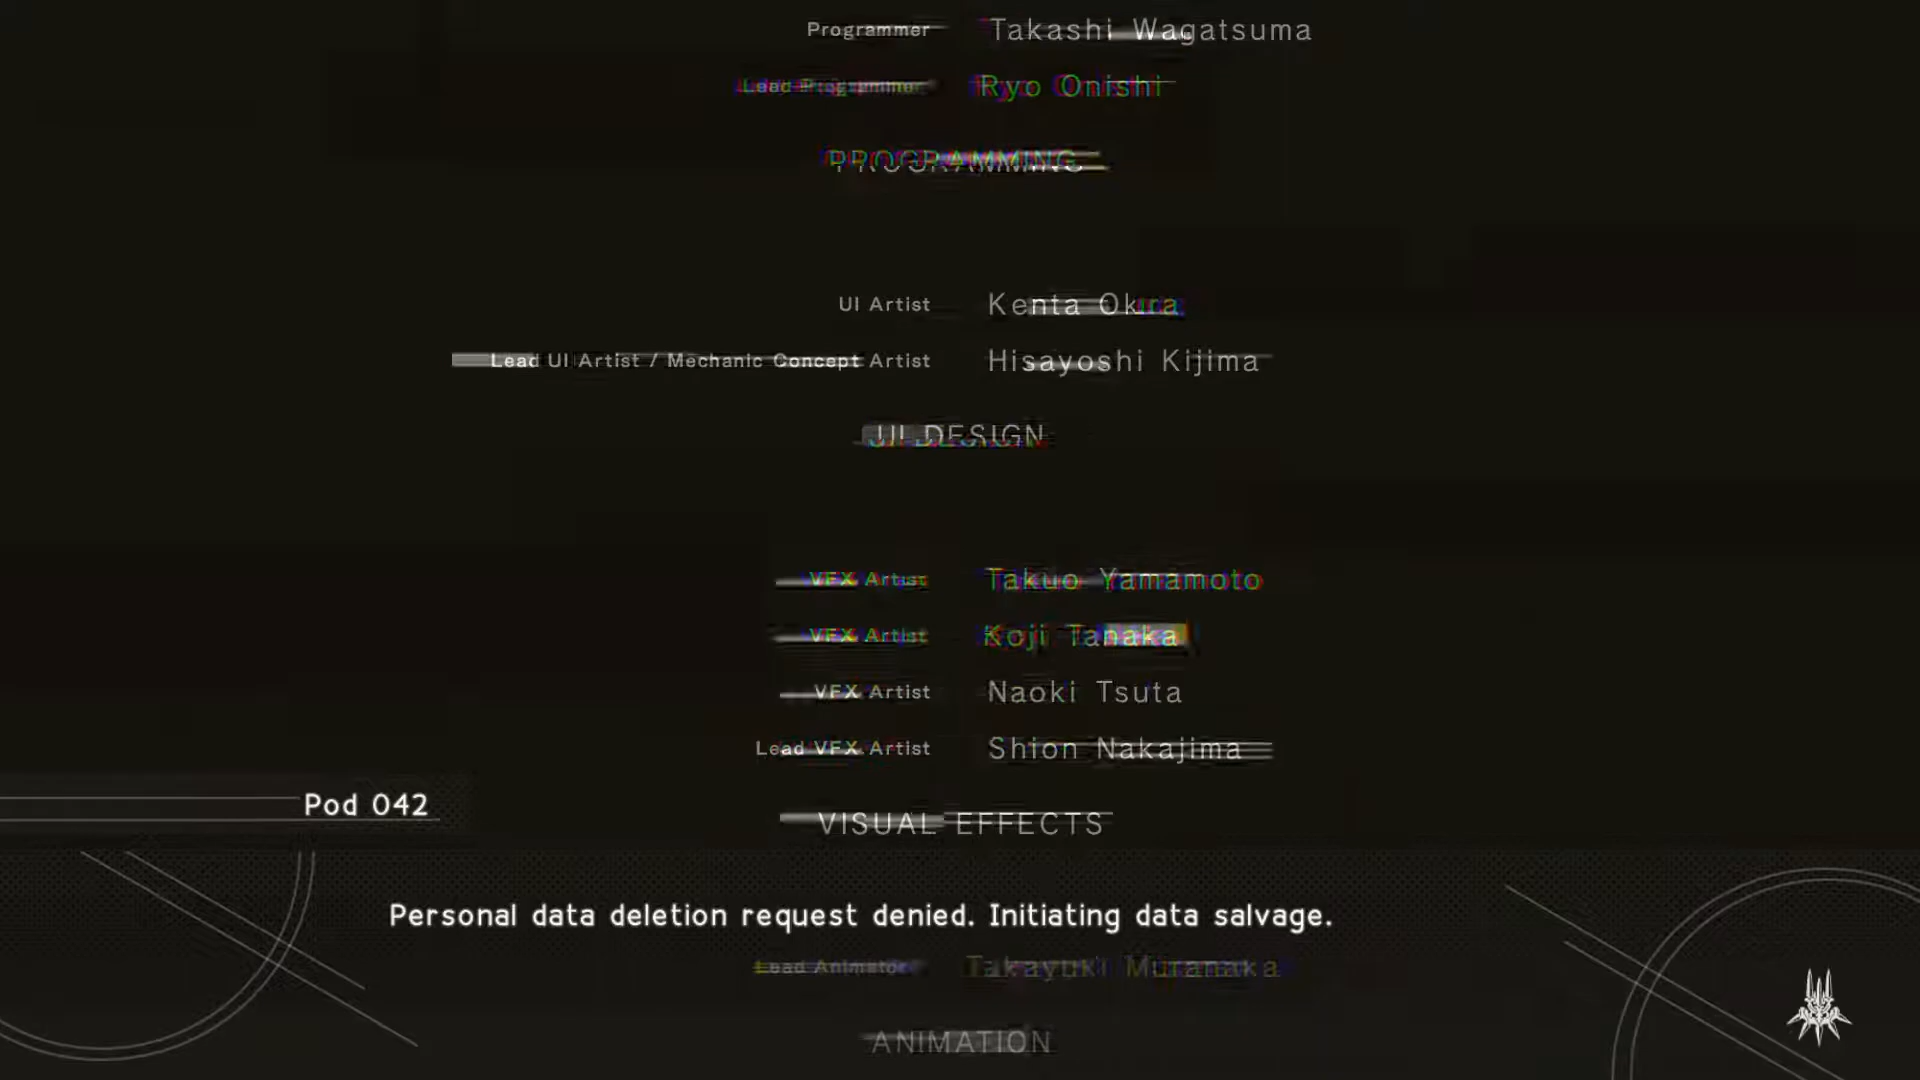 Programmer Takashi Wagatsuma
Lead Programmer Ryo Onishi
PROGRAMMING
UI Artist Kenta Okura
Lead UI Artist / Mechanic Concept Artist Hisayoshi Kijima
UI DESIGN
VFX Artist Takuo Yamamoto
VFX Artist Koji Tanaka
VFX Artist Naoki Tsuta
Lead VFX Artist Shion Nakajima
Pod 042
VISUAL EFFECTS
Personal data deletion request denied. Initiating data salvage.
Lead Animator Takayuki Muranaka
ANIMATION